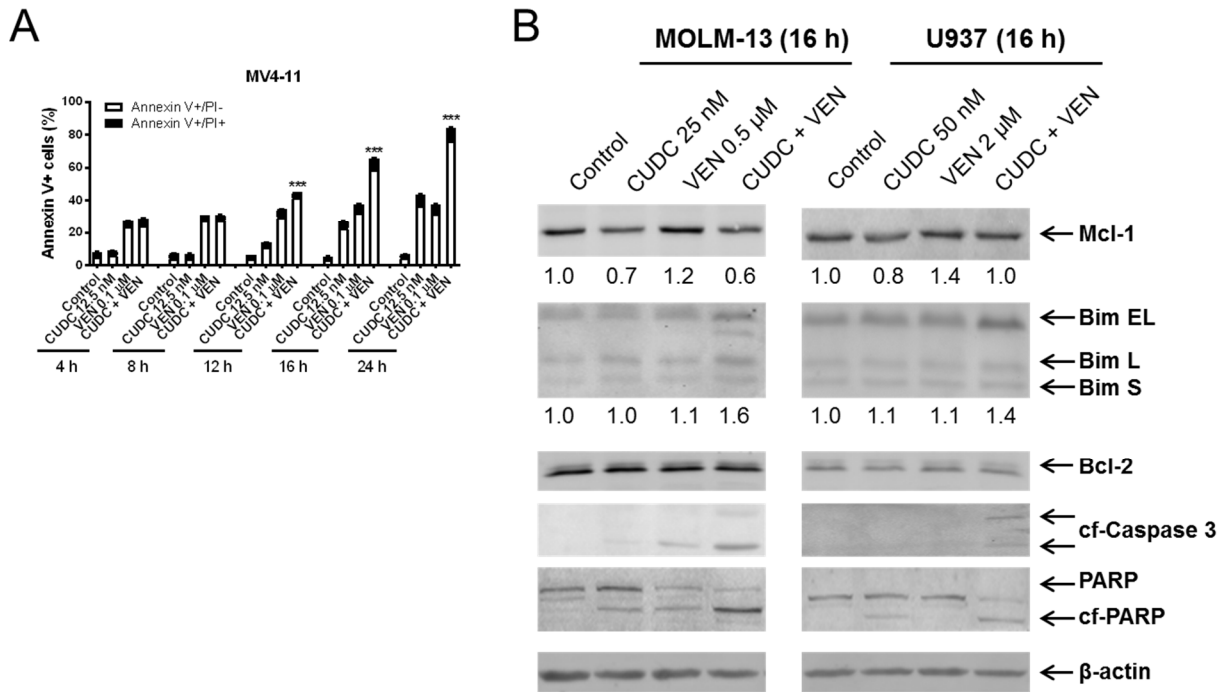 A
MV4-11
Annexin V+ cells (%)
100
80
60
40
20
0
Annexin V+/PI-
Annexin V+/PI+
***
***
***
Control
CUDC 12.5 nM
VEN 0.1 µM
CUDC + VEN
Control
CUDC 12.5 nM
VEN 0.1 µM
CUDC + VEN
Control
CUDC 12.5 nM
VEN 0.1 µM
CUDC + VEN
Control
CUDC 12.5 nM
VEN 0.1 µM
CUDC + VEN
Control
CUDC 12.5 nM
VEN 0.1 µM
CUDC + VEN
4 h 8 h 12 h 16 h 24 h
B
MOLM-13 (16 h) U937 (16 h)
Control
CUDC 25 nM
VEN 0.5 µM
CUDC + VEN
Control
CUDC 50 nM
VEN 2 µM
CUDC + VEN
Mcl-1
1.0 0.7 1.2 0.6 1.0 0.8 1.4 1.0
Bim EL
Bim L
Bim S
1.0 1.0 1.1 1.6 1.0 1.1 1.1 1.4
Bcl-2
cf-Caspase 3
PARP
cf-PARP
β-actin